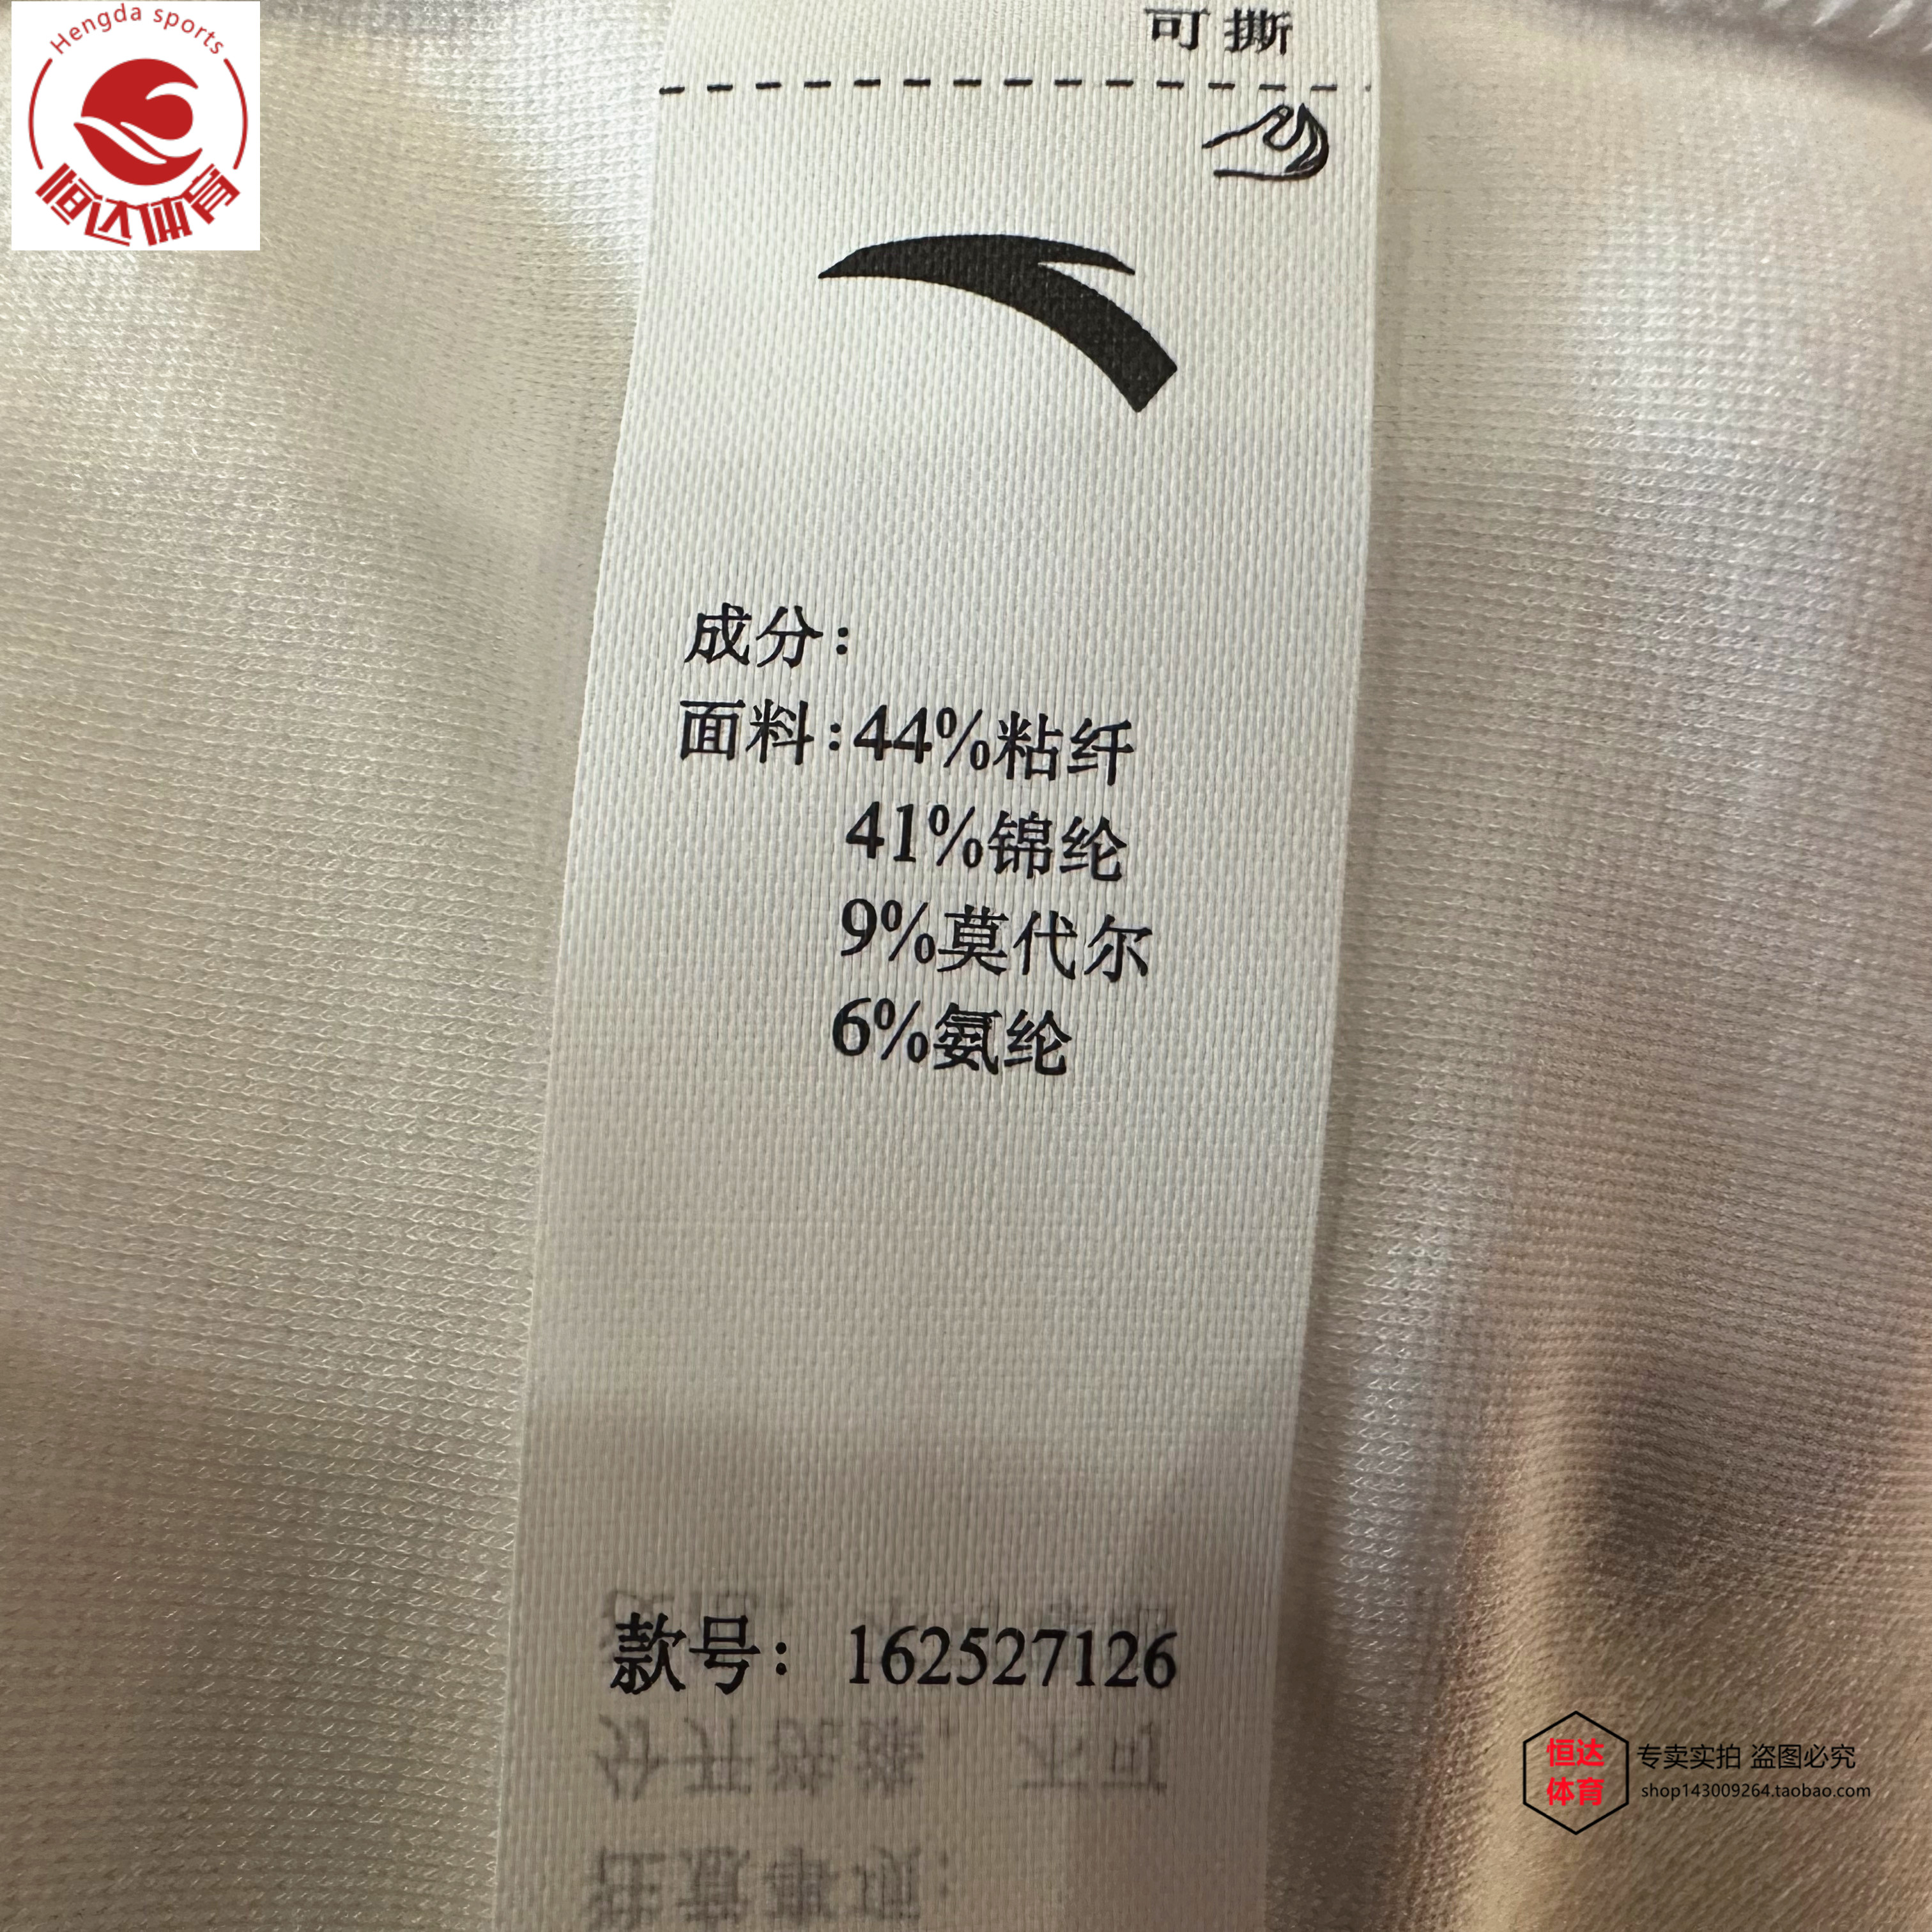 Hengda sports
恒达体育
可撕
成分：
面料：44%粘纤
41%锦纶
9%莫代尔
6%氨纶
款号： 162527126
恒达
体育
专卖实拍 盗图必究
shop143009264.taobao.com